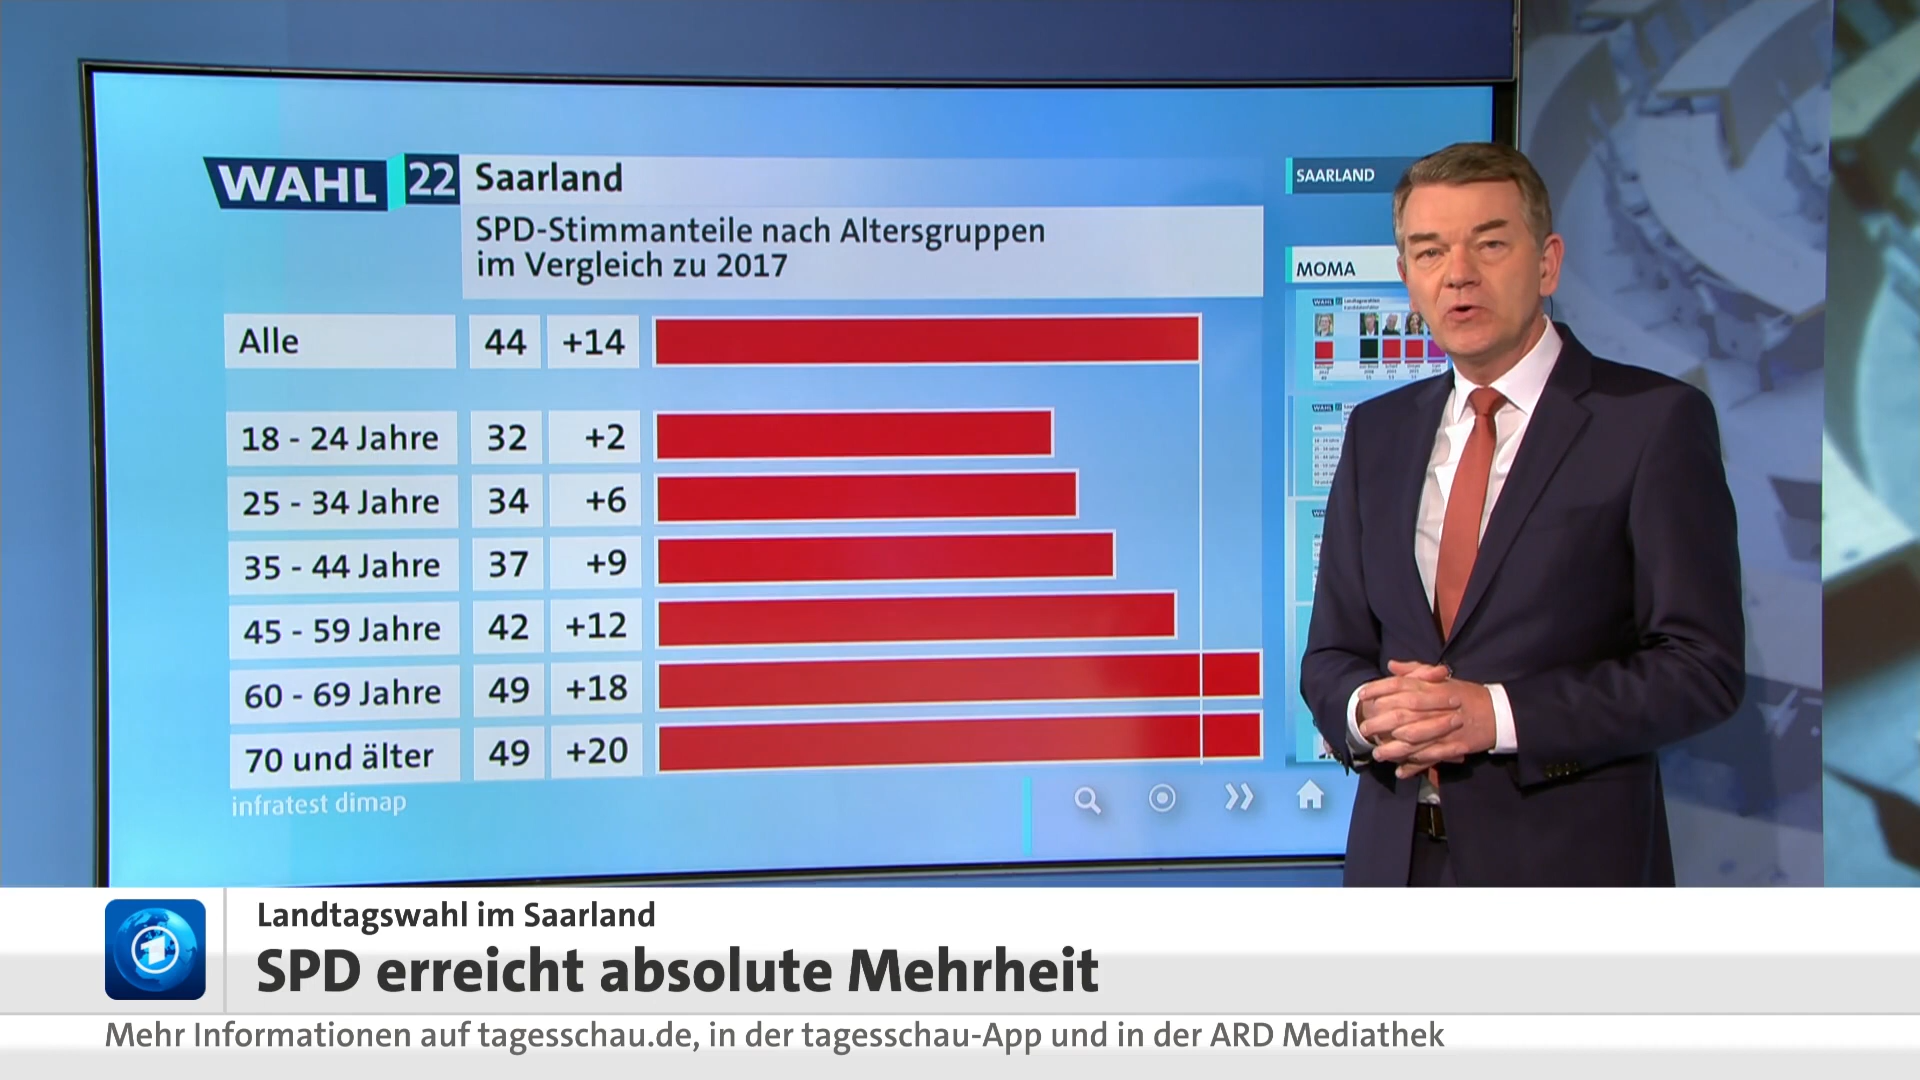 WAHL 22 Saarland
SPD-Stimmanteile nach Altersgruppen
im Vergleich zu 2017
SAARLAND
MOMA
Alle 44 +14
18 - 24 Jahre 32 +2
25 - 34 Jahre 34 +6
35 - 44 Jahre 37 +9
45 - 59 Jahre 42 +12
60 - 69 Jahre 49 +18
70 und älter 49 +20
infratest dimap
1
Landtagswahl im Saarland
SPD erreicht absolute Mehrheit
Mehr Informationen auf tagesschau.de, in der tagesschau-App und in der ARD Mediathek